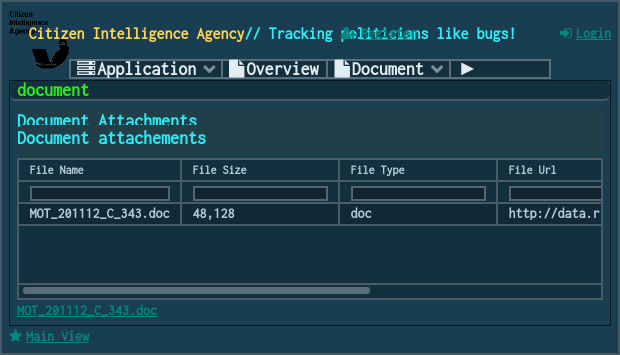 Citizen
Intelligence
Agency
Citizen Intelligence Agency// Tracking politicians like bugs!
Register
Login
Application
Overview
Document
document
Document Attachments
Document attachements
File Name File Size File Type File Url
MOT_201112_C_343.doc 48,128 doc http://data.r
MOT_201112_C_343.doc
Main View